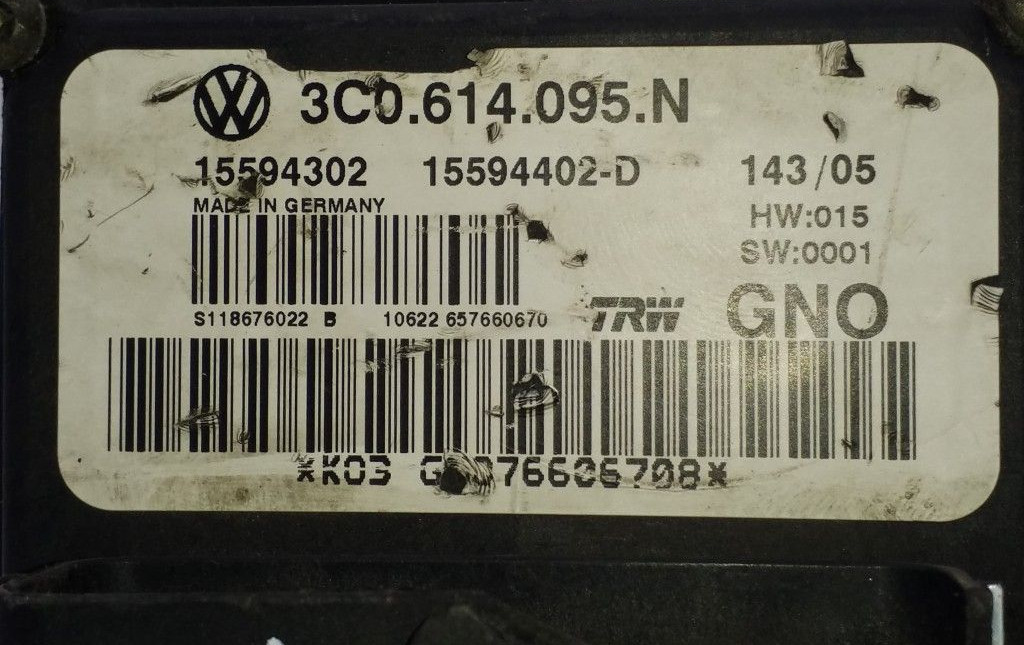 3C0.614.095.N
15594302 15594402-D 143/05
MADE IN GERMANY HW:015
SW:0001
S118676022 B 10622 657660670 TRW GNO
*K03